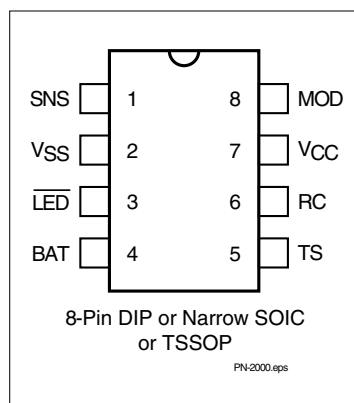 SNS 1 8 MOD
VSS 2 7 VCC
LED 3 6 RC
BAT 4 5 TS
8-Pin DIP or Narrow SOIC
or TSSOP
PN-2000.eps